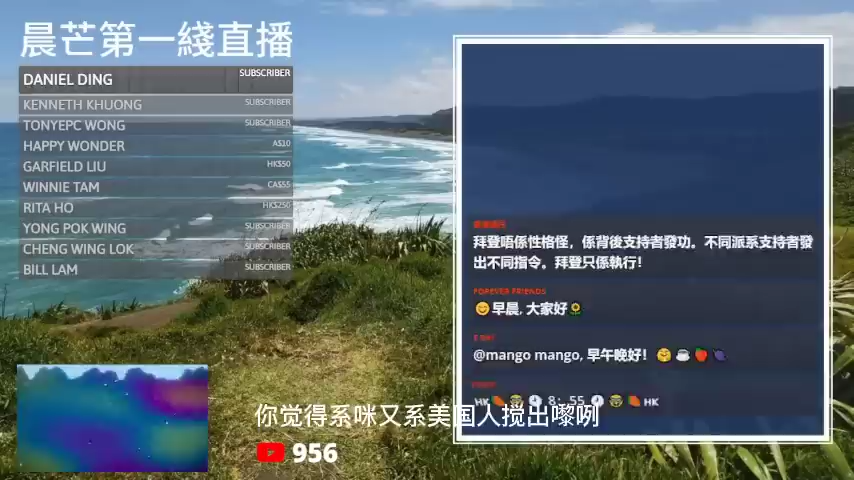 晨芒第一綫直播
DANIEL DING SUBSCRIBER
KENNETH KHUONG SUBSCRIBER
TONYEPC WONG SUBSCRIBER
HAPPY WONDER A$10
GARFIELD LIU HK$50
WINNIE TAM CA$55
RITA HO HK$250
YONG POK WING SUBSCRIBER
CHENG WING LOK SUBSCRIBER
BILL LAM SUBSCRIBER
拜登唔係性格怪，係背後支持者發功。不同派系支持者發
出不同指令。拜登只係執行！
FOREVER FRIENDS
😊早晨, 大家好🌻
@mango mango, 早午晚好！ 🤗☕🍎🍇
HK 8:55 HK
你觉得系咪又系美国人搅出嚟㗎
956